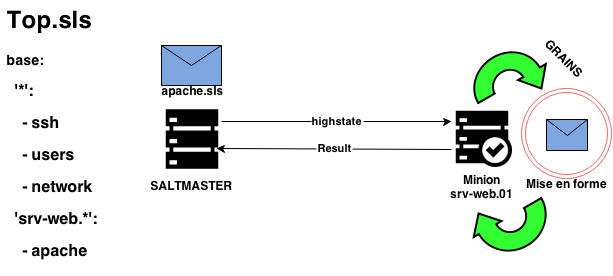 Top.sls
base:
'*':
- ssh
- users
- network
'srv-web.*':
- apache
apache.sls
SALTMASTER
highstate
Result
Minion
srv-web.01
GRAINS
Mise en forme